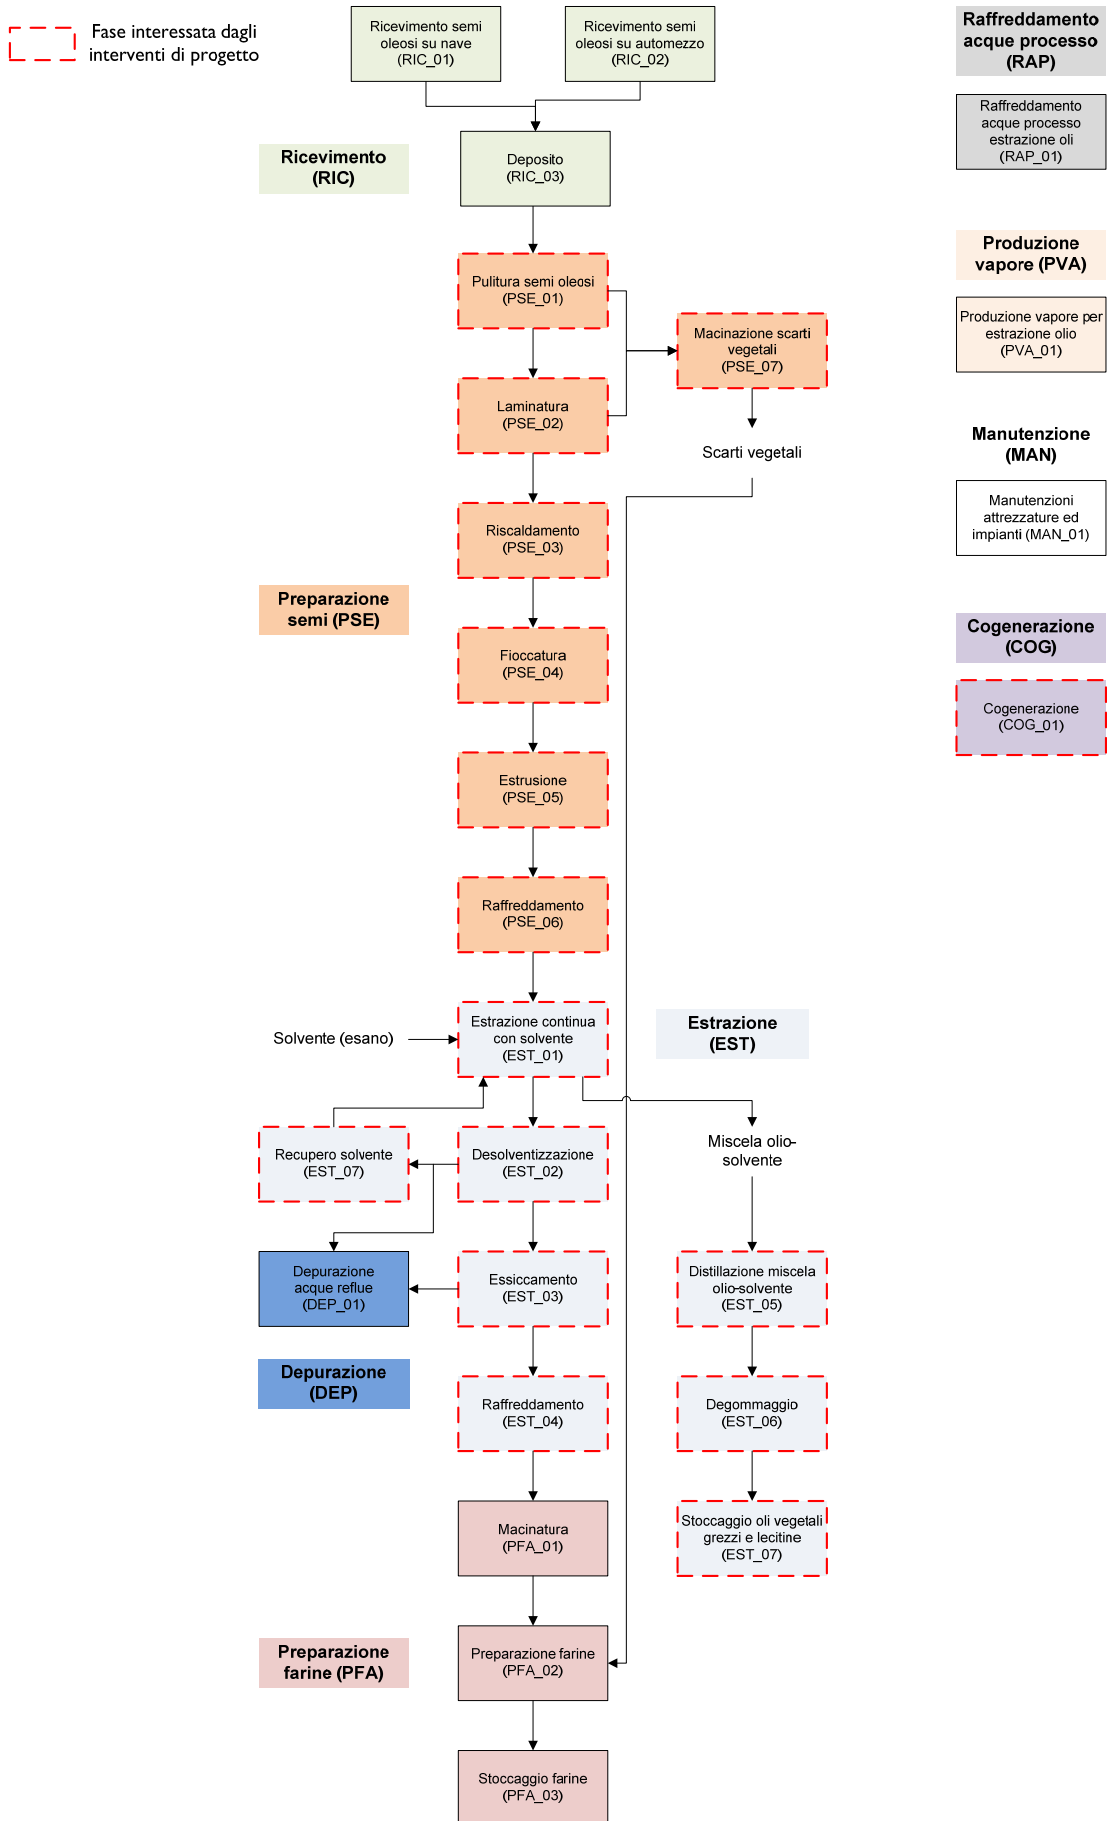 Fase interessata dagli
interventi di progetto
Ricevimento semi
oleosi su nave
(RIC_01)
Ricevimento semi
oleosi su automezzo
(RIC_02)
Ricevimento
(RIC)
Deposito
(RIC_03)
Pulitura semi oleosi
(PSE_01)
Macinazione scarti
vegetali
(PSE_07)
Laminatura
(PSE_02)
Scarti vegetali
Riscaldamento
(PSE_03)
Preparazione
semi (PSE)
Fioccatura
(PSE_04)
Estrusione
(PSE_05)
Raffreddamento
(PSE_06)
Solvente (esano)
Estrazione continua
con solvente
(EST_01)
Estrazione
(EST)
Recupero solvente
(EST_07)
Desolventizzazione
(EST_02)
Miscela olio-
solvente
Depurazione
acque reflue
(DEP_01)
Essiccamento
(EST_03)
Distillazione miscela
olio-solvente
(EST_05)
Depurazione
(DEP)
Raffreddamento
(EST_04)
Degommaggio
(EST_06)
Macinatura
(PFA_01)
Stoccaggio oli vegetali
grezzi e lecitine
(EST_07)
Preparazione
farine (PFA)
Preparazione farine
(PFA_02)
Stoccaggio farine
(PFA_03)
Raffreddamento
acque processo
(RAP)
Raffreddamento
acque processo
estrazione oli
(RAP_01)
Produzione
vapore (PVA)
Produzione vapore per
estrazione olio
(PVA_01)
Manutenzione
(MAN)
Manutenzioni
attrezzature ed
impianti (MAN_01)
Cogenerazione
(COG)
Cogenerazione
(COG_01)